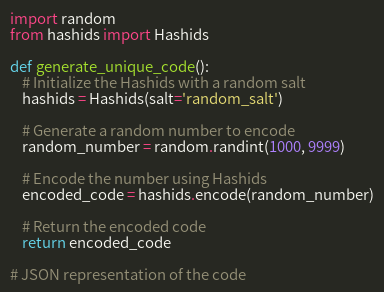 import random
from hashids import Hashids
def generate_unique_code():
# Initialize the Hashids with a random salt
hashids = Hashids(salt='random_salt')
# Generate a random number to encode
random_number = random.randint(1000, 9999)
# Encode the number using Hashids
encoded_code = hashids.encode(random_number)
# Return the encoded code
return encoded_code
# JSON representation of the code